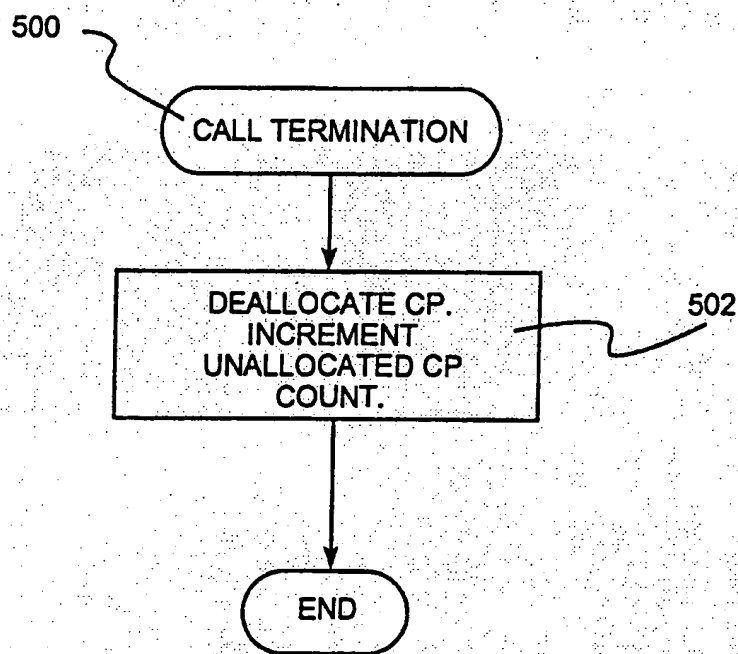 500
CALL TERMINATION
DEALLOCATE CP.
INCREMENT
UNALLOCATED CP
COUNT.
502
END